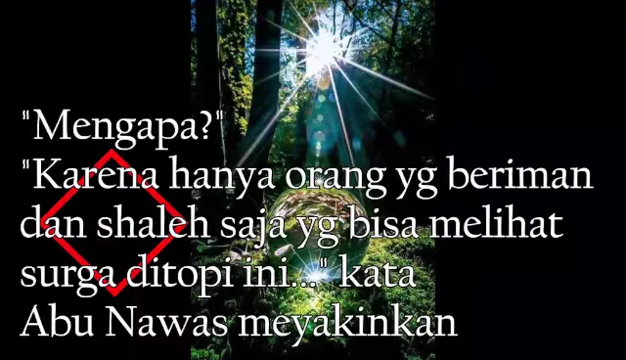 "Mengapa?"
"Karena hanya orang yg beriman
dan shaleh saja yg bisa melihat
surga ditopi ini..." kata
Abu Nawas meyakinkan